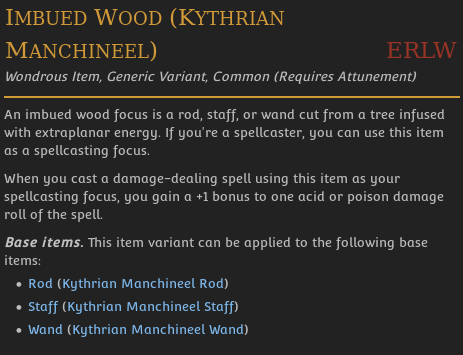 Imbued Wood (Kythrian
Manchineel) ERLW
Wondrous Item, Generic Variant, Common (Requires Attunement)
An imbued wood focus is a rod, staff, or wand cut from a tree infused
with extraplanar energy. If you're a spellcaster, you can use this item
as a spellcasting focus.
When you cast a damage-dealing spell using this item as your
spellcasting focus, you gain a +1 bonus to one acid or poison damage
roll of the spell.
Base items. This item variant can be applied to the following base
items:
• Rod (Kythrian Manchineel Rod)
• Staff (Kythrian Manchineel Staff)
• Wand (Kythrian Manchineel Wand)